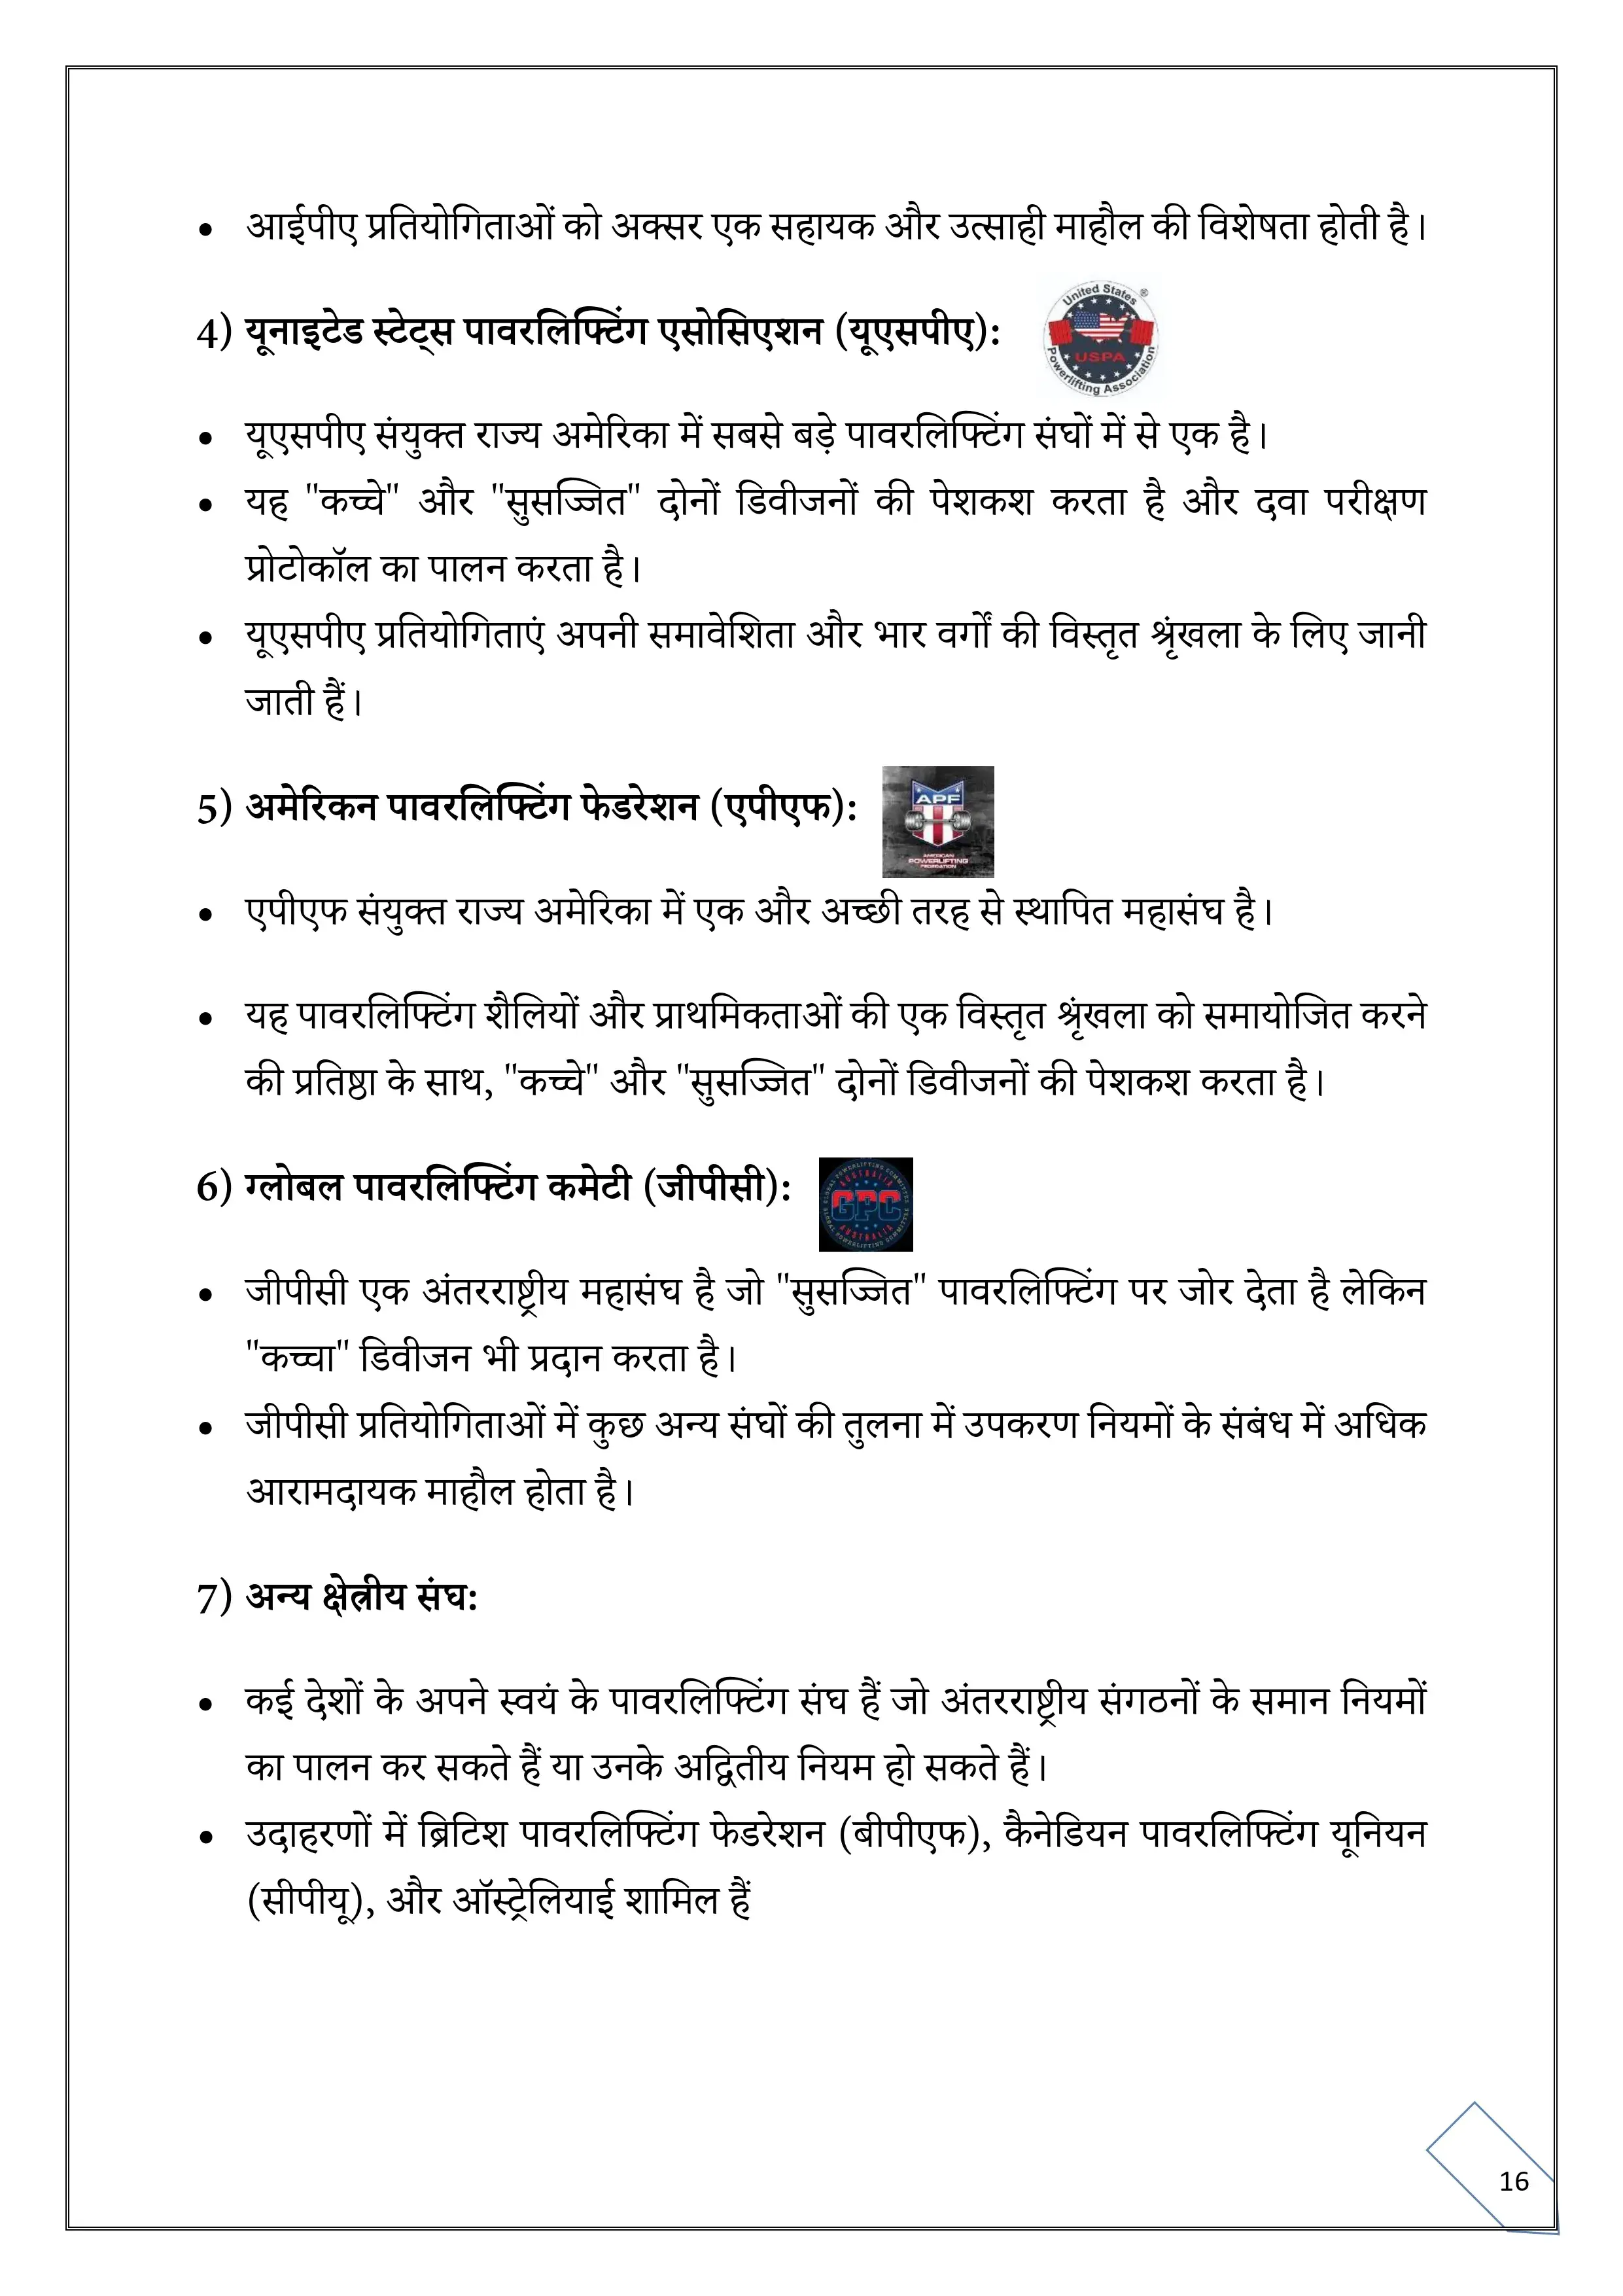 • आईपीए प्रतियोगिताओं को अक्सर एक सहायक और उत्साही माहौल की विशेषता होती है।
4) यूनाइटेड स्टेट्स पावरलिफ्टिंग एसोसिएशन (यूएसपीए):
United States ®
USPA
Powerlifting Association
• यूएसपीए संयुक्त राज्य अमेरिका में सबसे बड़े पावरलिफ्टिंग संघों में से एक है।
• यह "कच्चे" और "सुसज्जित" दोनों डिवीजनों की पेशकश करता है और दवा परीक्षण
प्रोटोकॉल का पालन करता है।
• यूएसपीए प्रतियोगिताएं अपनी समावेशिता और भार वर्गों की विस्तृत श्रृंखला के लिए जानी
जाती हैं।
5) अमेरिकन पावरलिफ्टिंग फेडरेशन (एपीएफ):
APF
AMERICAN
POWERLIFTING
FEDERATION
• एपीएफ संयुक्त राज्य अमेरिका में एक और अच्छी तरह से स्थापित महासंघ है।
• यह पावरलिफ्टिंग शैलियों और प्राथमिकताओं की एक विस्तृत श्रृंखला को समायोजित करने
की प्रतिष्ठा के साथ, "कच्चे" और "सुसज्जित" दोनों डिवीजनों की पेशकश करता है।
6) ग्लोबल पावरलिफ्टिंग कमेटी (जीपीसी):
GLOBAL POWERLIFTING COMMITTEE
AUSTRALIA
GPC
AUSTRALIA
GLOBAL POWERLIFTING COMMITTEE
• जीपीसी एक अंतरराष्ट्रीय महासंघ है जो "सुसज्जित" पावरलिफ्टिंग पर जोर देता है लेकिन
"कच्चा" डिवीजन भी प्रदान करता है।
• जीपीसी प्रतियोगिताओं में कुछ अन्य संघों की तुलना में उपकरण नियमों के संबंध में अधिक
आरामदायक माहौल होता है।
7) अन्य क्षेत्रीय संघ:
• कई देशों के अपने स्वयं के पावरलिफ्टिंग संघ हैं जो अंतरराष्ट्रीय संगठनों के समान नियमों
का पालन कर सकते हैं या उनके अद्वितीय नियम हो सकते हैं।
• उदाहरणों में ब्रिटिश पावरलिफ्टिंग फेडरेशन (बीपीएफ), कैनेडियन पावरलिफ्टिंग यूनियन
(सीपीयू), और ऑस्ट्रेलियाई शामिल हैं
16